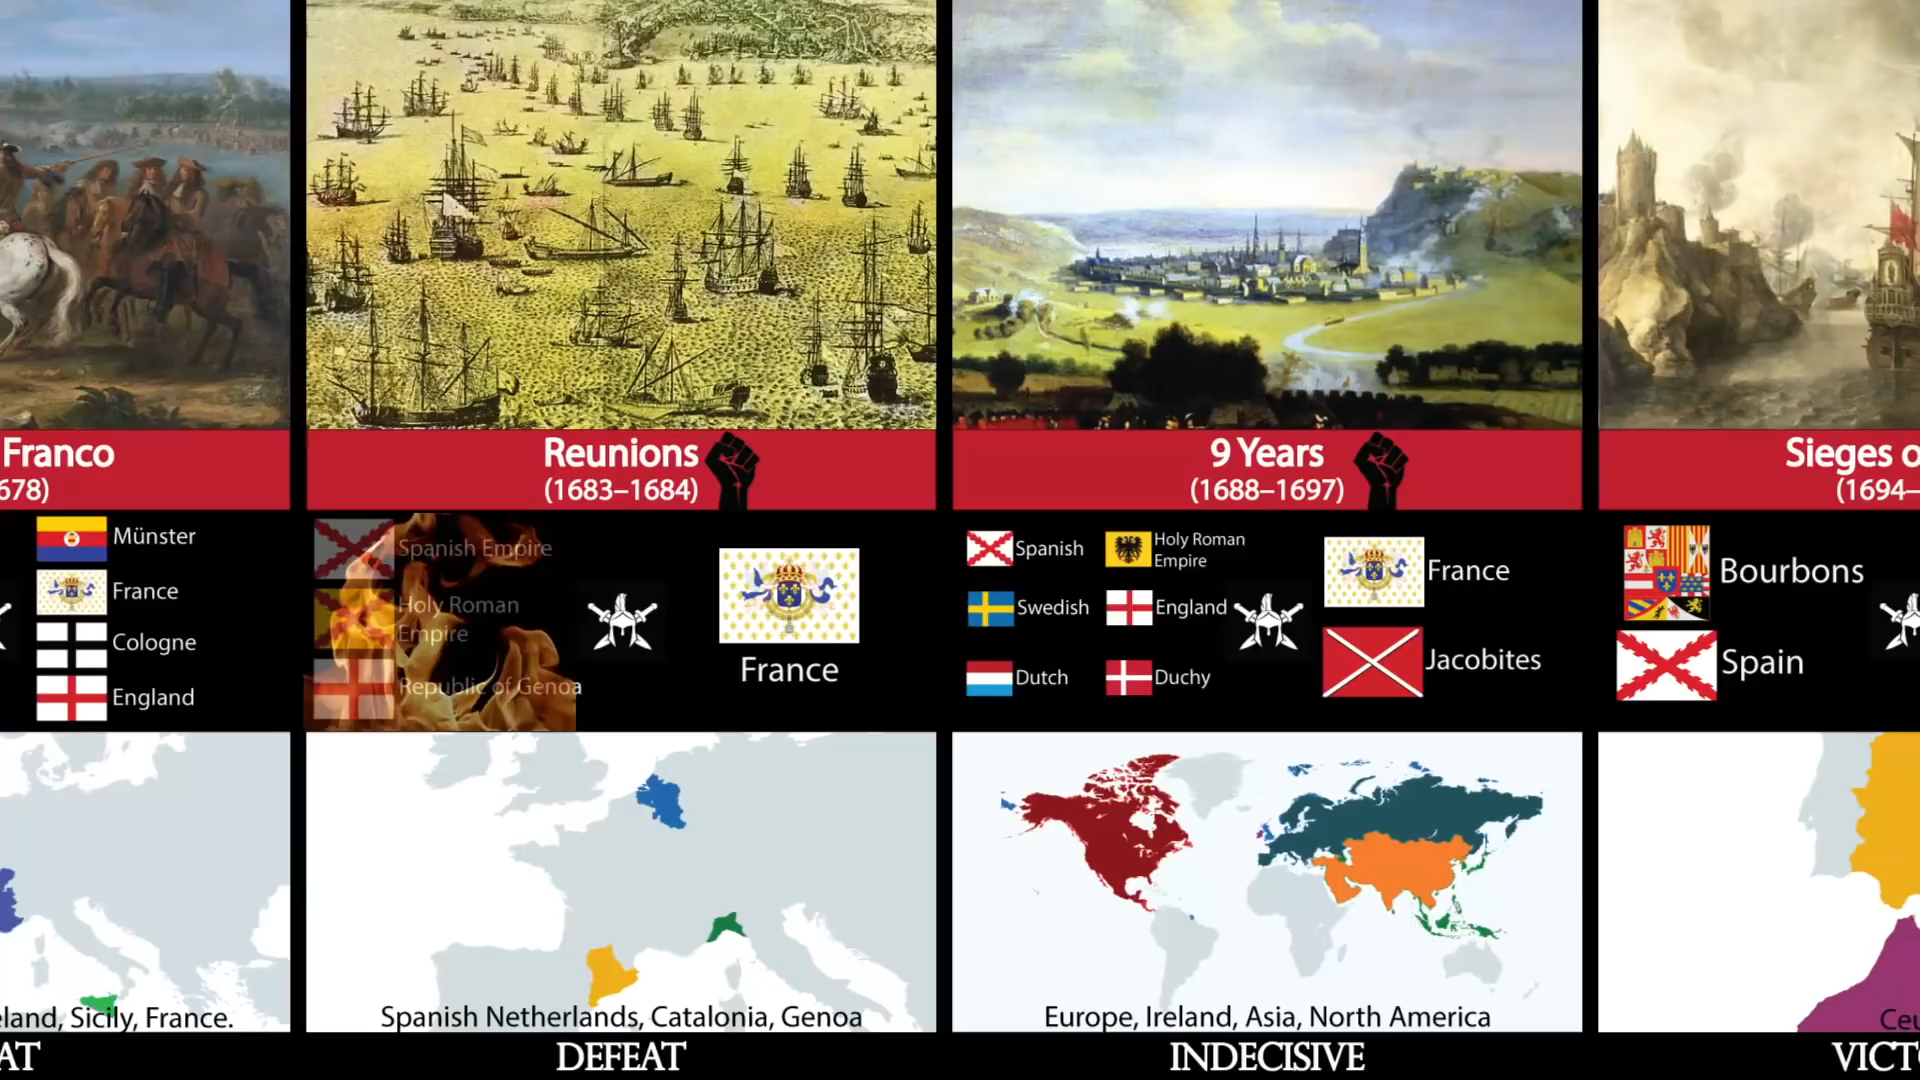 Franco
678)
Münster
France
Cologne
England
eland, Sicily, France.
AT
Reunions
(1683–1684)
Spanish Empire
Holy Roman
Empire
Republic of Genoa
France
Spanish Netherlands, Catalonia, Genoa
DEFEAT
9 Years
(1688–1697)
Spanish
Holy Roman
Empire
Swedish
England
Dutch
Duchy
France
Jacobites
Europe, Ireland, Asia, North America
INDECISIVE
Sieges o
(1694–
Bourbons
Spain
Ceu
VICT